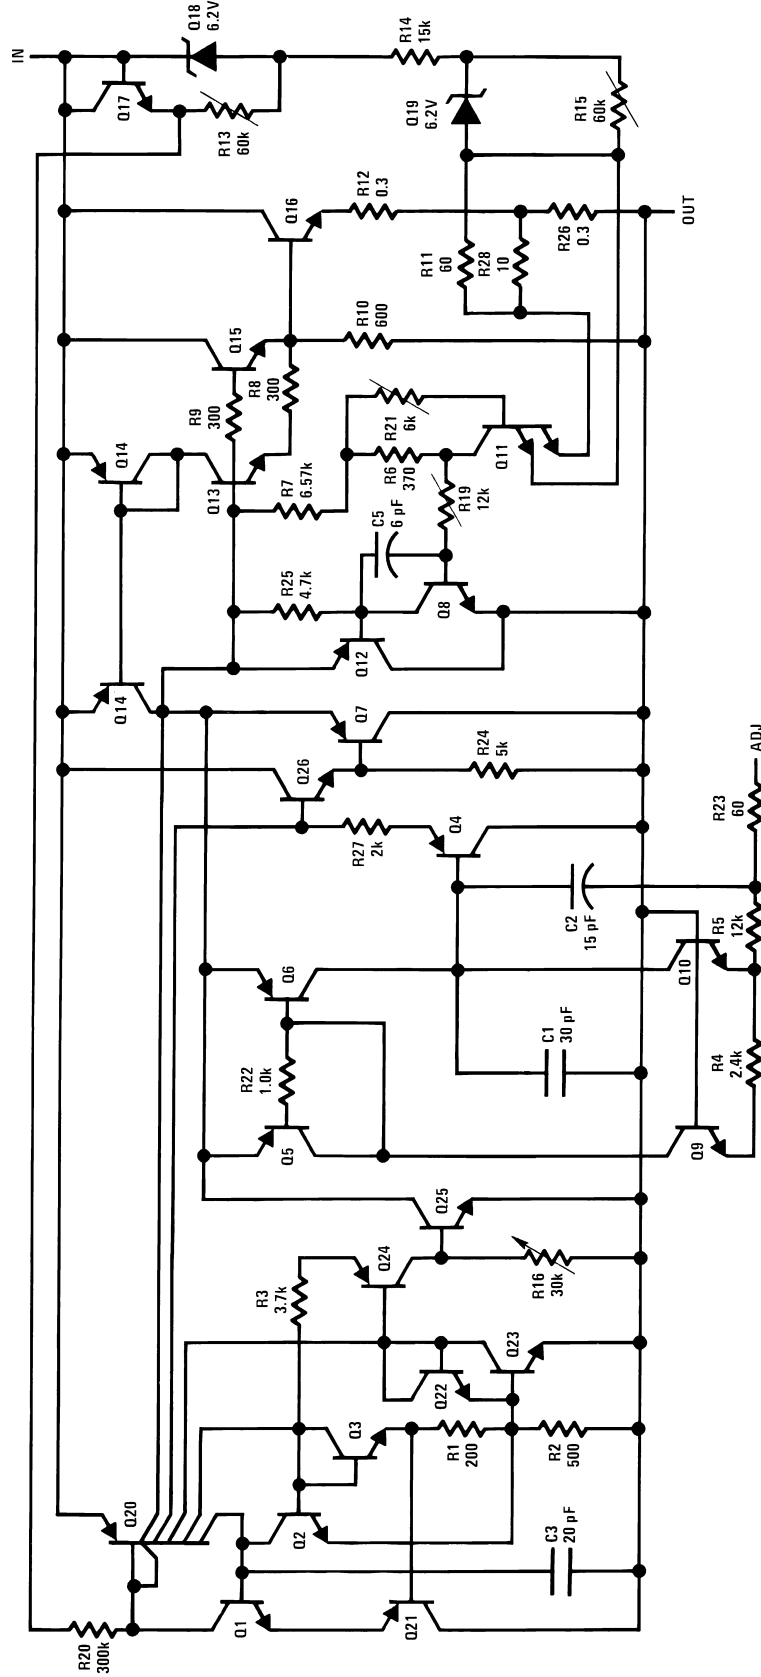 IN
Q18
6.2V
Q17
R13
60k
R14
15k
Q19
6.2V
R15
60k
Q16
R12
0.3
R11
60
R28
10
R26
0.3
OUT
Q15
R8
300
R10
600
R9
300
Q14
Q13
R7
6.57k
R21
6k
R6
370
Q11
R19
12k
C5
6 pF
R25
4.7k
Q8
Q12
Q14
Q7
Q26
R24
5k
R27
2k
Q4
C2
15 pF
ADJ
R23
60
R5
12k
Q10
Q6
C1
30 pF
R22
1.0k
R4
2.4k
Q5
Q9
Q25
Q24
R3
3.7k
R16
30k
Q23
Q22
Q3
R1
200
R2
500
Q20
Q2
C3
20 pF
Q1
Q21
R20
300k